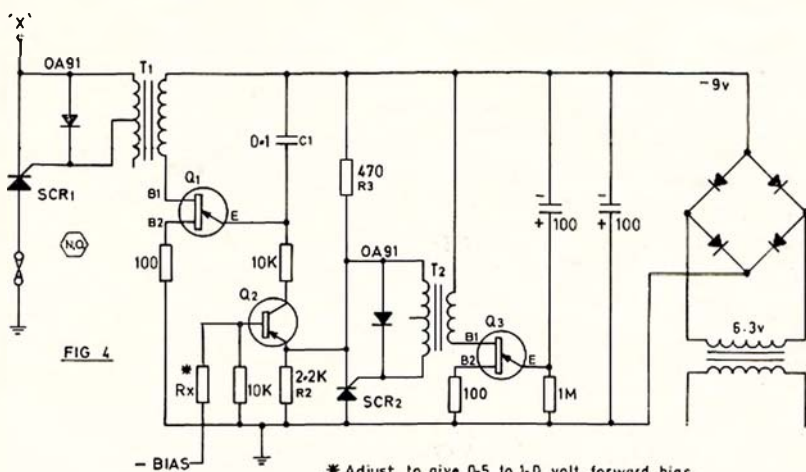 'X'
OA91
T1
-9v
0.1 C1
470
R3
SCR1
Q1
B1
B2
E
N.O.
100
10K
OA91
T2
- +100
- +100
Q2
Q3
6.3v
B1
B2
E
FIG 4
* Rx
10K
2.2K
R2
SCR2
100
1M
- BIAS
* Adjust to give 0.5 to 1.0 volt forward bias